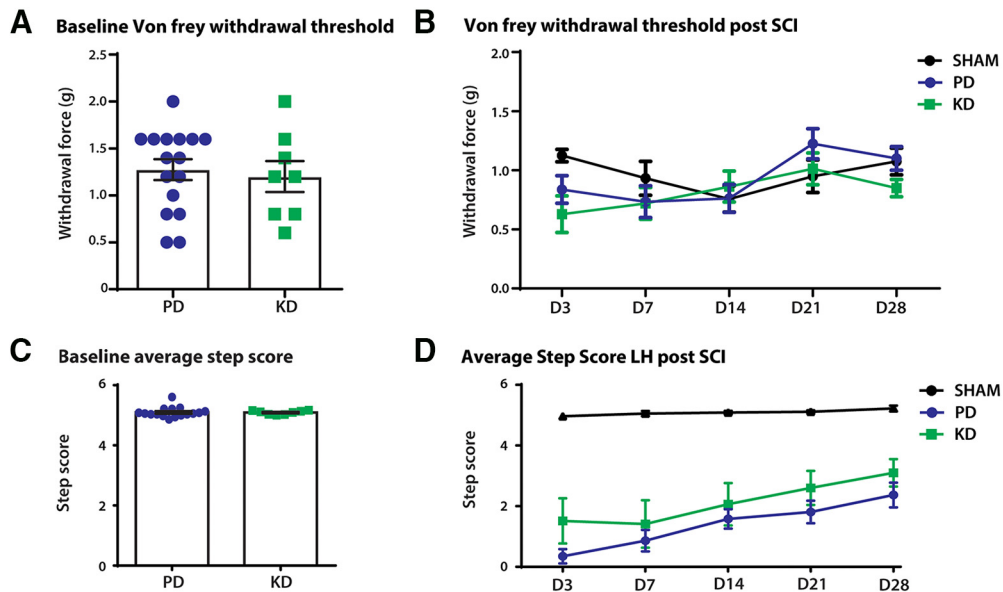 A Baseline Von frey withdrawal threshold
Withdrawal force (g)
2.5
2.0
1.5
1.0
0.5
0
PD KD
B Von frey withdrawal threshold post SCI
Withdrawal force (g)
2.0
1.5
1.0
0.5
0.0
D3 D7 D14 D21 D28
SHAM
PD
KD
C Baseline average step score
Step score
6
4
2
0
PD KD
D Average Step Score LH post SCI
Step score
6
4
2
0
D3 D7 D14 D21 D28
SHAM
PD
KD